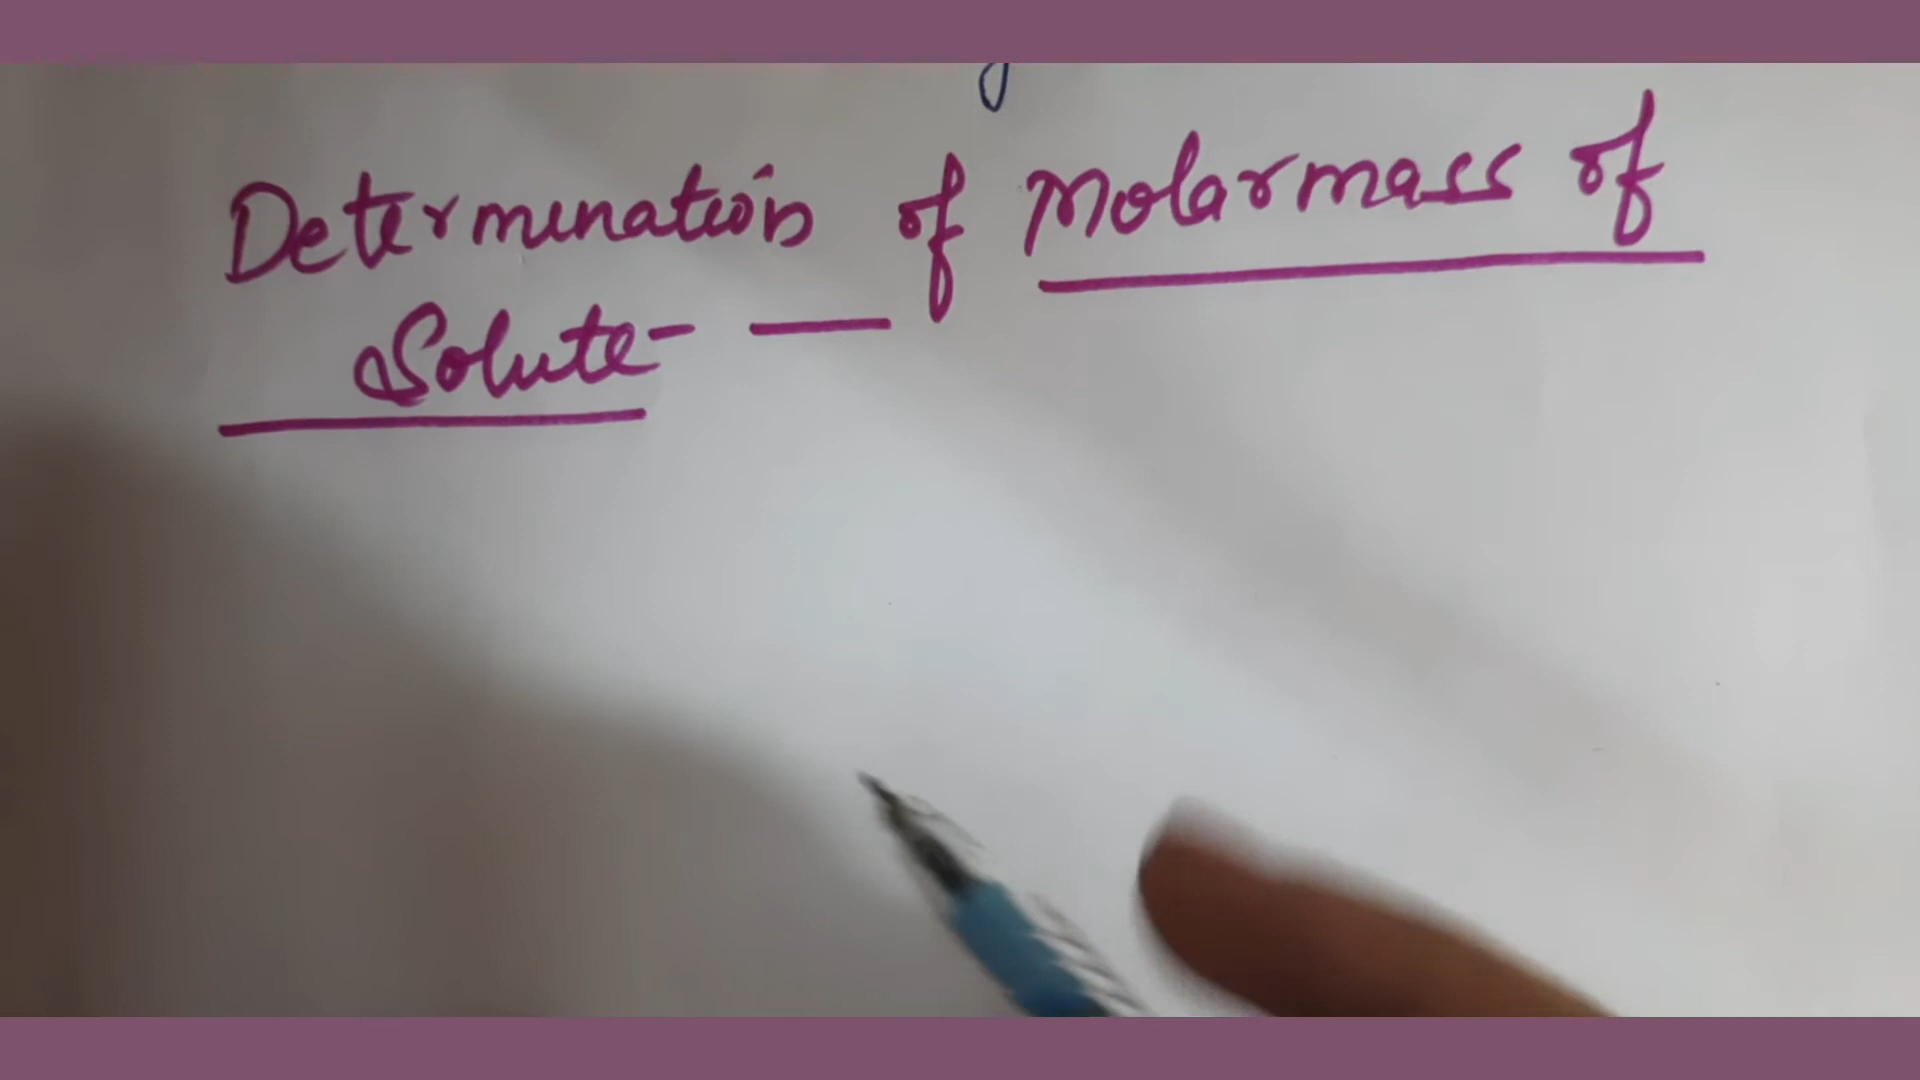 Determination of Molarmass of
Solute-